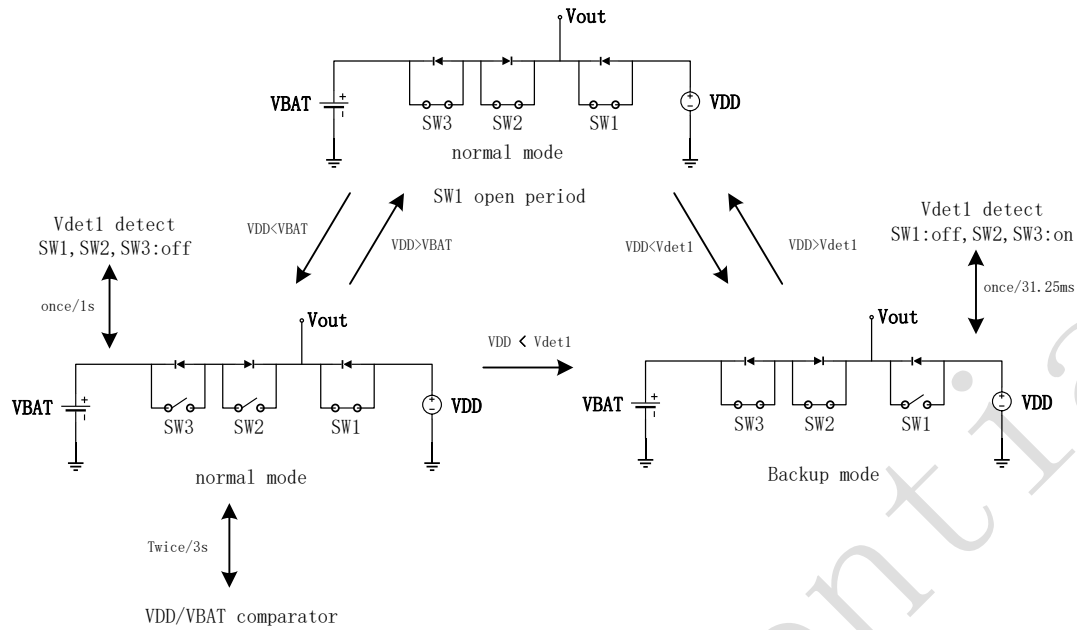 Vout
VBAT
+
-
SW3
SW2
SW1
+
-
VDD
normal mode
SW1 open period
Vdet1 detect
SW1,SW2,SW3:off
VDD<VBAT
VDD>VBAT
VDD<Vdet1
VDD>Vdet1
Vdet1 detect
SW1:off,SW2,SW3:on
once/1s
once/31.25ms
Vout
VBAT
+
-
SW3
SW2
SW1
+
-
VDD
normal mode
VDD < Vdet1
Vout
VBAT
+
-
SW3
SW2
SW1
+
-
VDD
Backup mode
Twice/3s
VDD/VBAT comparator